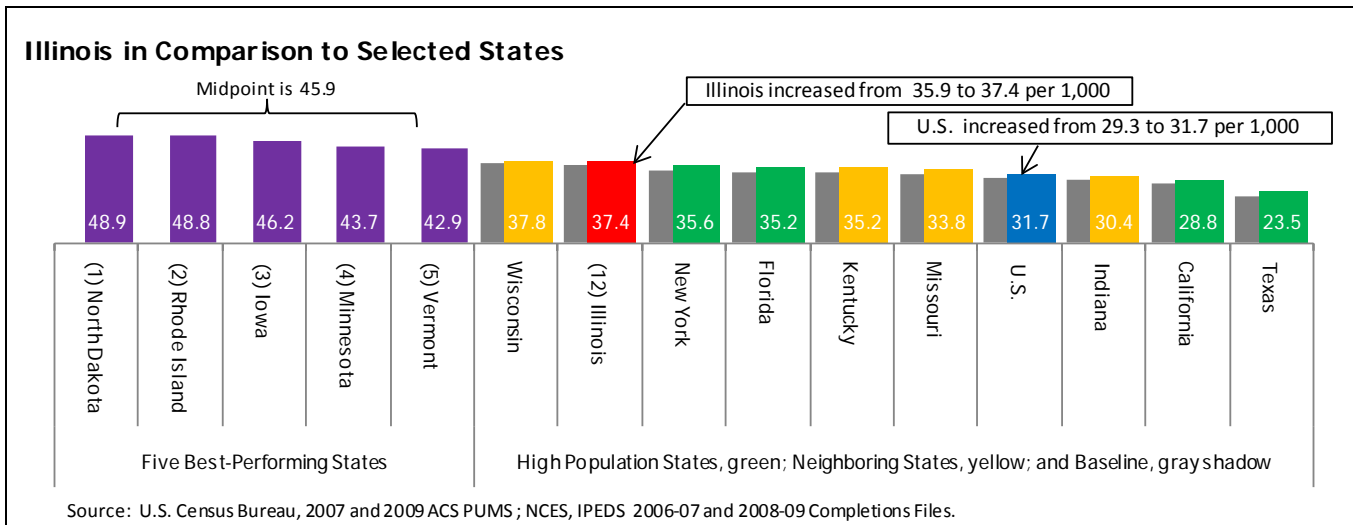 Illinois in Comparison to Selected States
Midpoint is 45.9
Illinois increased from 35.9 to 37.4 per 1,000
U.S. increased from 29.3 to 31.7 per 1,000
48.9
48.8
46.2
43.7
42.9
37.8
37.4
35.6
35.2
35.2
33.8
31.7
30.4
28.8
23.5
(1) North Dakota
(2) Rhode Island
(3) Iowa
(4) Minnesota
(5) Vermont
Wisconsin
(12) Illinois
New York
Florida
Kentucky
Missouri
U.S.
Indiana
California
Texas
Five Best-Performing States
High Population States, green; Neighboring States, yellow; and Baseline, gray shadow
Source: U.S. Census Bureau, 2007 and 2009 ACS PUMS ; NCES, IPEDS 2006-07 and 2008-09 Completions Files.